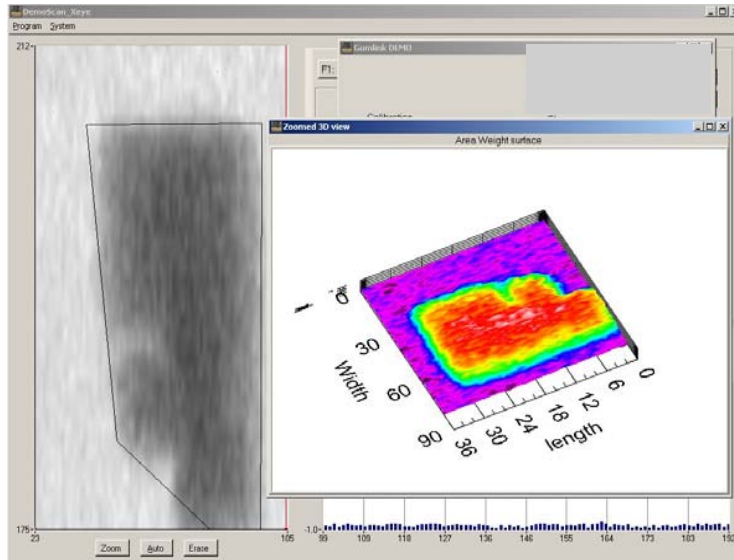 DemoScan_Xeye
Program System
212
F1:
Gamlink DEMO
Calibration
Zoomed 3D view
Area Weight surface
0
30
60
90
Width
36
30
24
18
12
6
0
length
175
23
105
Zoom Auto Erase
-1.0
99 109 118 127 136 146 155 164 173 183 192